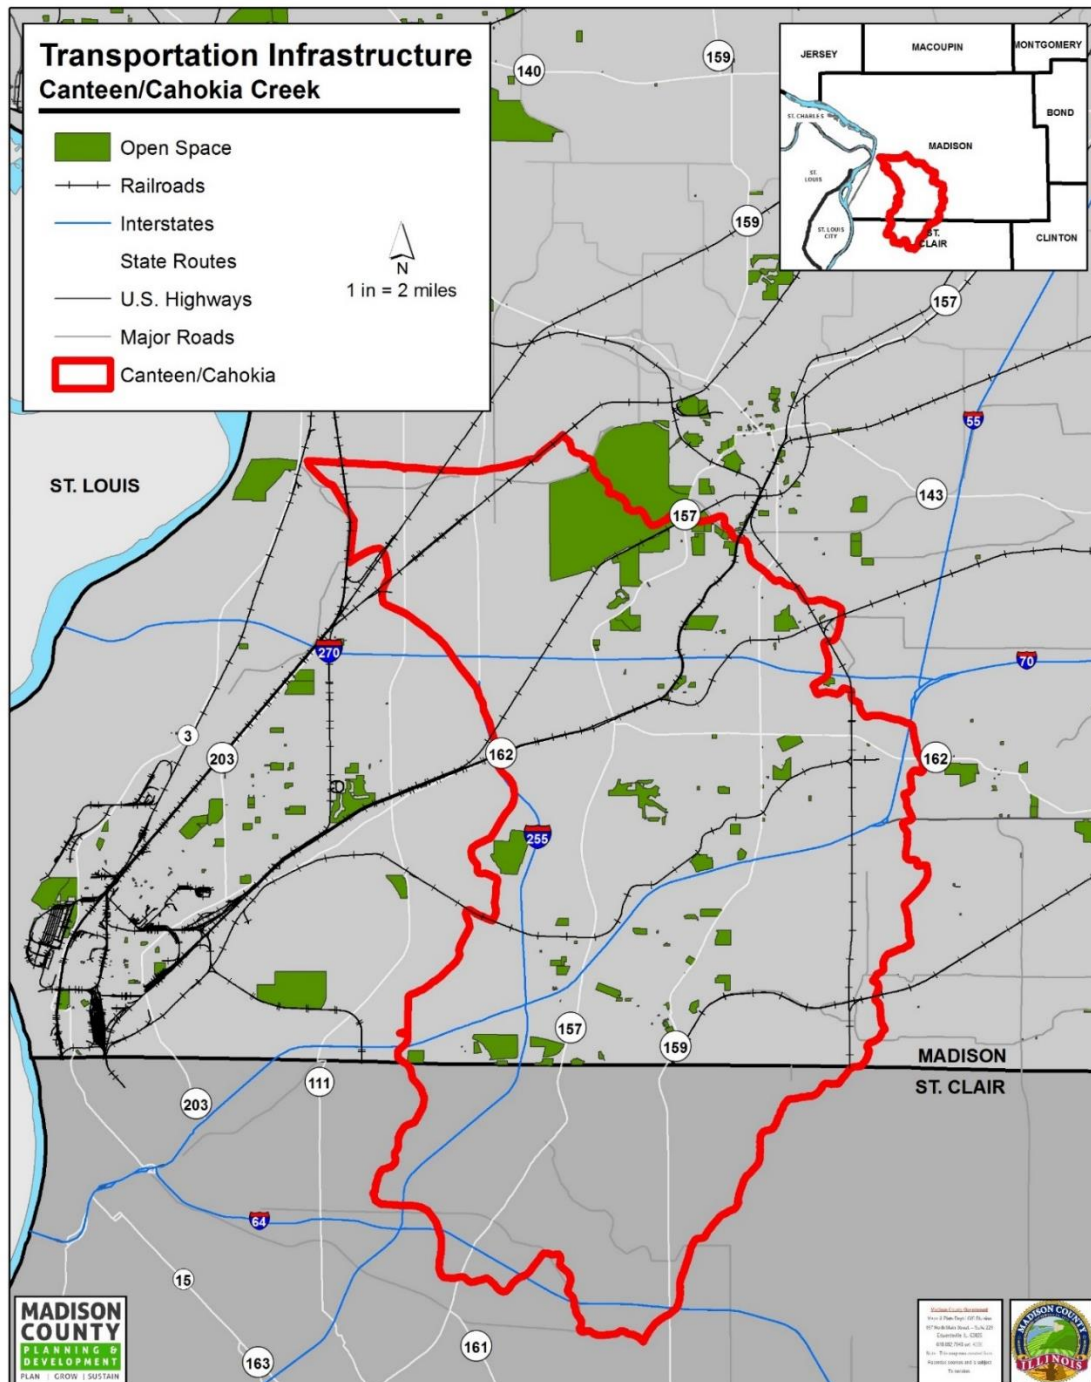 Transportation Infrastructure
Canteen/Cahokia Creek
Open Space
Railroads
Interstates
State Routes
U.S. Highways
Major Roads
Canteen/Cahokia
N
1 in = 2 miles
JERSEY
MACOUPIN
MONTGOMERY
BOND
ST. CHARLES
MADISON
ST.
LOUIS
ST. LOUIS
CITY
ST.
CLAIR
CLINTON
140
159
159
157
55
143
ST. LOUIS
157
270
70
3
203
162
162
255
157
159
MADISON
ST. CLAIR
111
203
64
15
161
163
MADISON
COUNTY
PLANNING &
DEVELOPMENT
PLAN | GROW | SUSTAIN
MADISON COUNTY
ILLINOIS